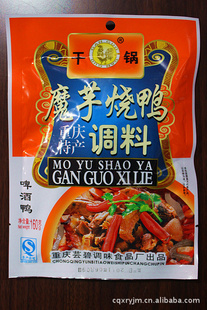 干锅
魔芋烧鸭
重庆
特产
调料
MO YU SHAO YA
GAN GUO XI LIE
啤酒鸭
重庆芸碧调味食品厂出品
cqxryjm.cn.alibaba.com